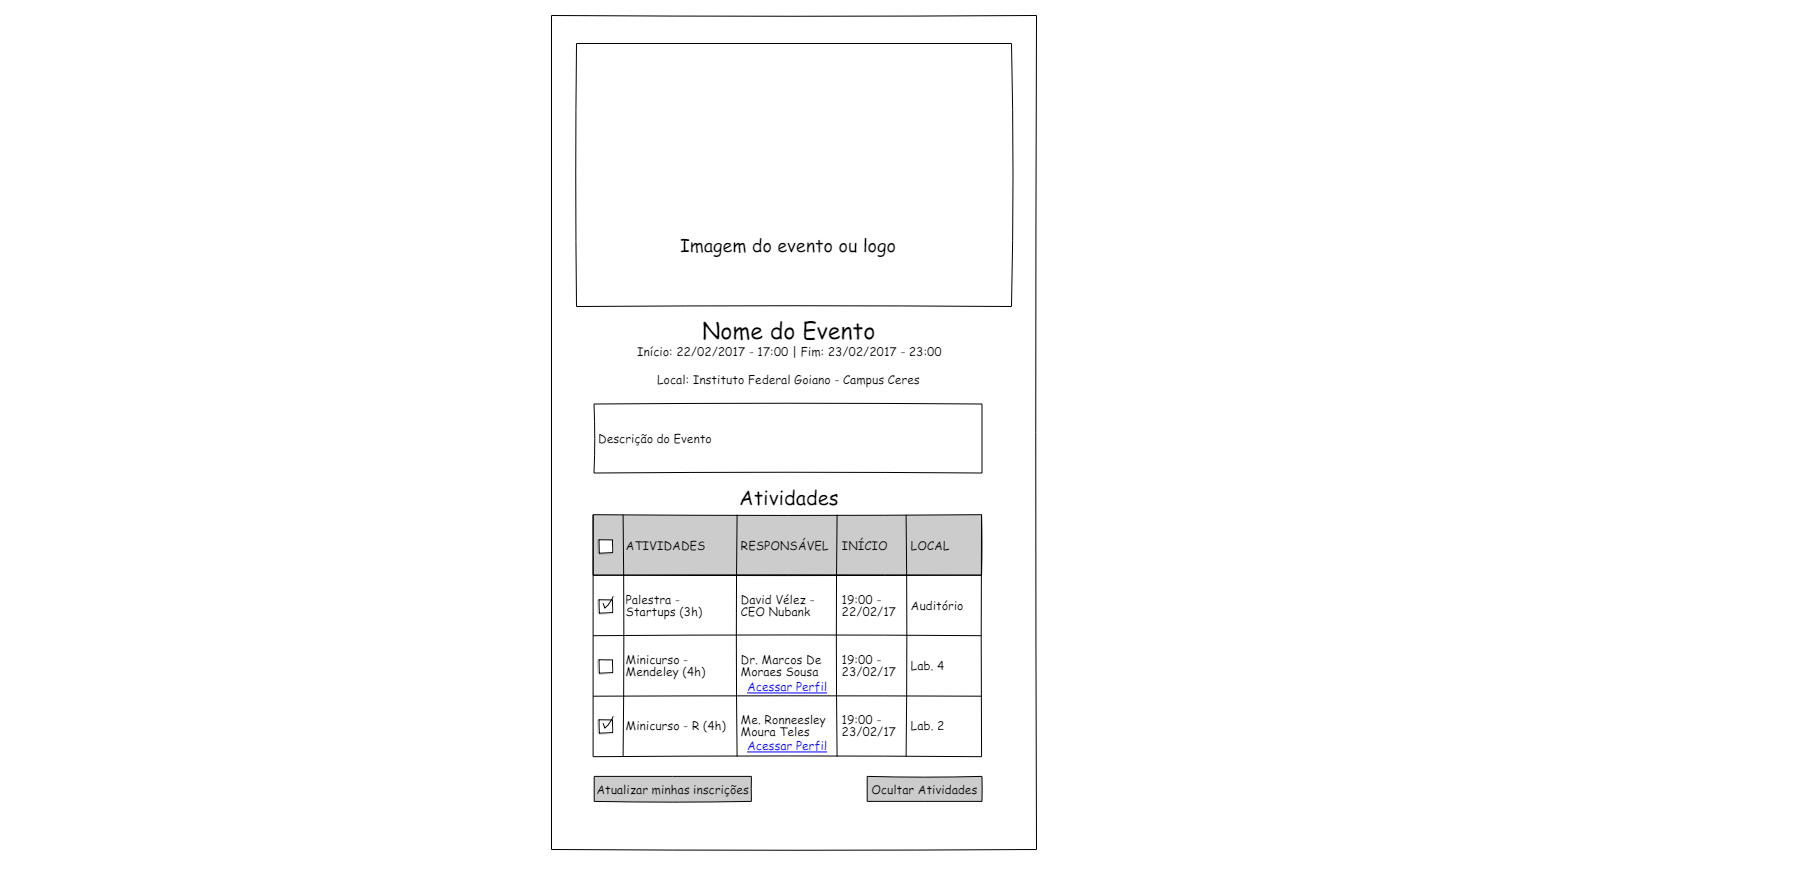 Imagem do evento ou logo
Nome do Evento
Início: 22/02/2017 - 17:00 | Fim: 23/02/2017 - 23:00
Local: Instituto Federal Goiano - Campus Ceres
Descrição do Evento
Atividades
ATIVIDADES RESPONSÁVEL INÍCIO LOCAL
Palestra -
Startups (3h)
David Vélez -
CEO Nubank
19:00 -
22/02/17
Auditório
Minicurso -
Mendeley (4h)
Dr. Marcos De
Moraes Sousa
Acessar Perfil
19:00 -
23/02/17
Lab. 4
Minicurso - R (4h)
Me. Ronneesley
Moura Teles
Acessar Perfil
19:00 -
23/02/17
Lab. 2
Atualizar minhas inscrições
Ocultar Atividades